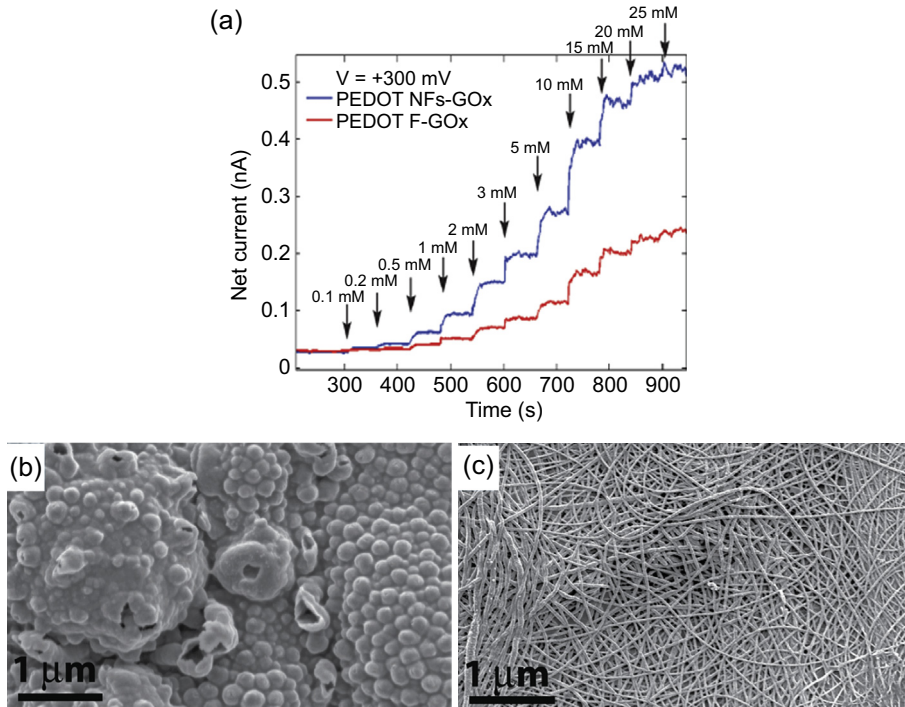 (a)
25 mM
20 mM
15 mM
10 mM
5 mM
3 mM
2 mM
1 mM
0.5 mM
0.2 mM
0.1 mM
V = +300 mV
PEDOT NFs-GOx
PEDOT F-GOx
0.5
0.4
0.3
0.2
0.1
0
Net current (nA)
300 400 500 600 700 800 900
Time (s)
(b)
1 μm
(c)
1 μm